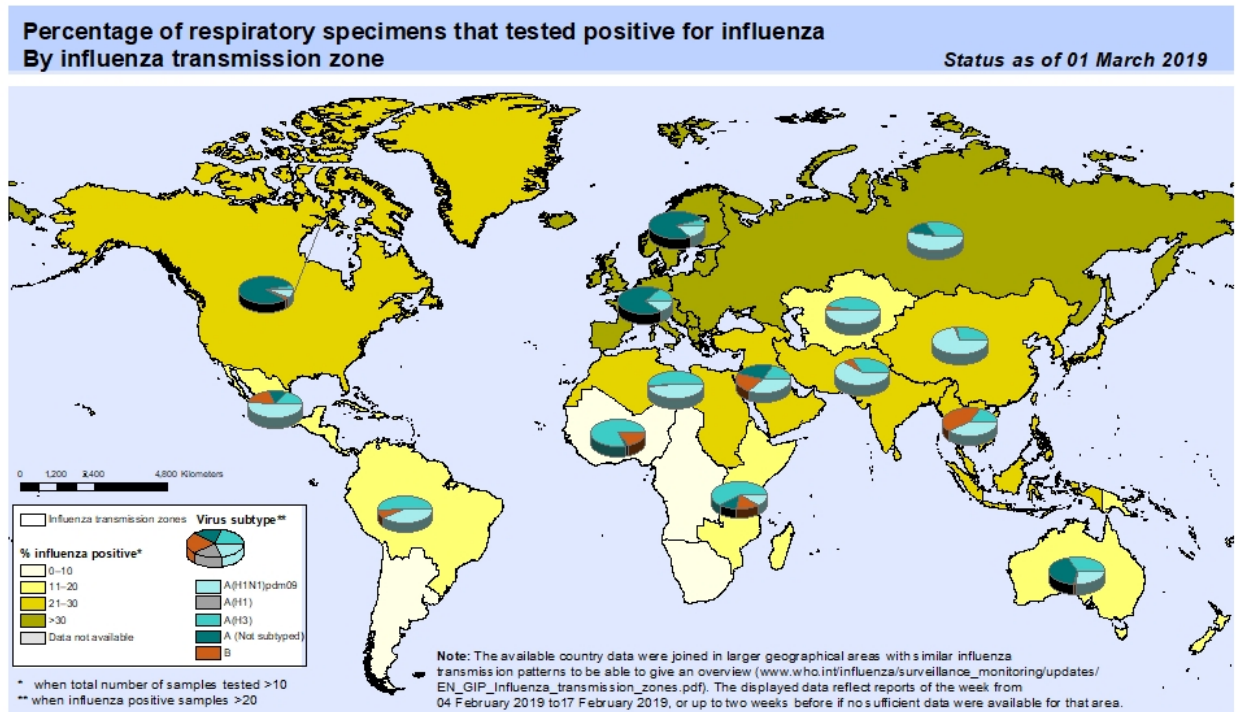 Percentage of respiratory specimens that tested positive for influenza
By influenza transmission zone
Status as of 01 March 2019
0 1,200 2,400 4,800 Kilometers
Influenza transmission zones
Virus subtype**
% influenza positive*
0–10
11–20
21–30
>30
Data not available
A(H1N1)pdm09
A(H1)
A(H3)
A (Not subtyped)
B
* when total number of samples tested >10
** when influenza positive samples >20
Note: The available country data were joined in larger geographical areas with similar influenza
transmission patterns to be able to give an overview (www.who.int/influenza/surveillance_monitoring/updates/
EN_GIP_Influenza_transmission_zones.pdf). The displayed data reflect reports of the week from
04 February 2019 to17 February 2019, or up to two weeks before if no sufficient data were available for that area.